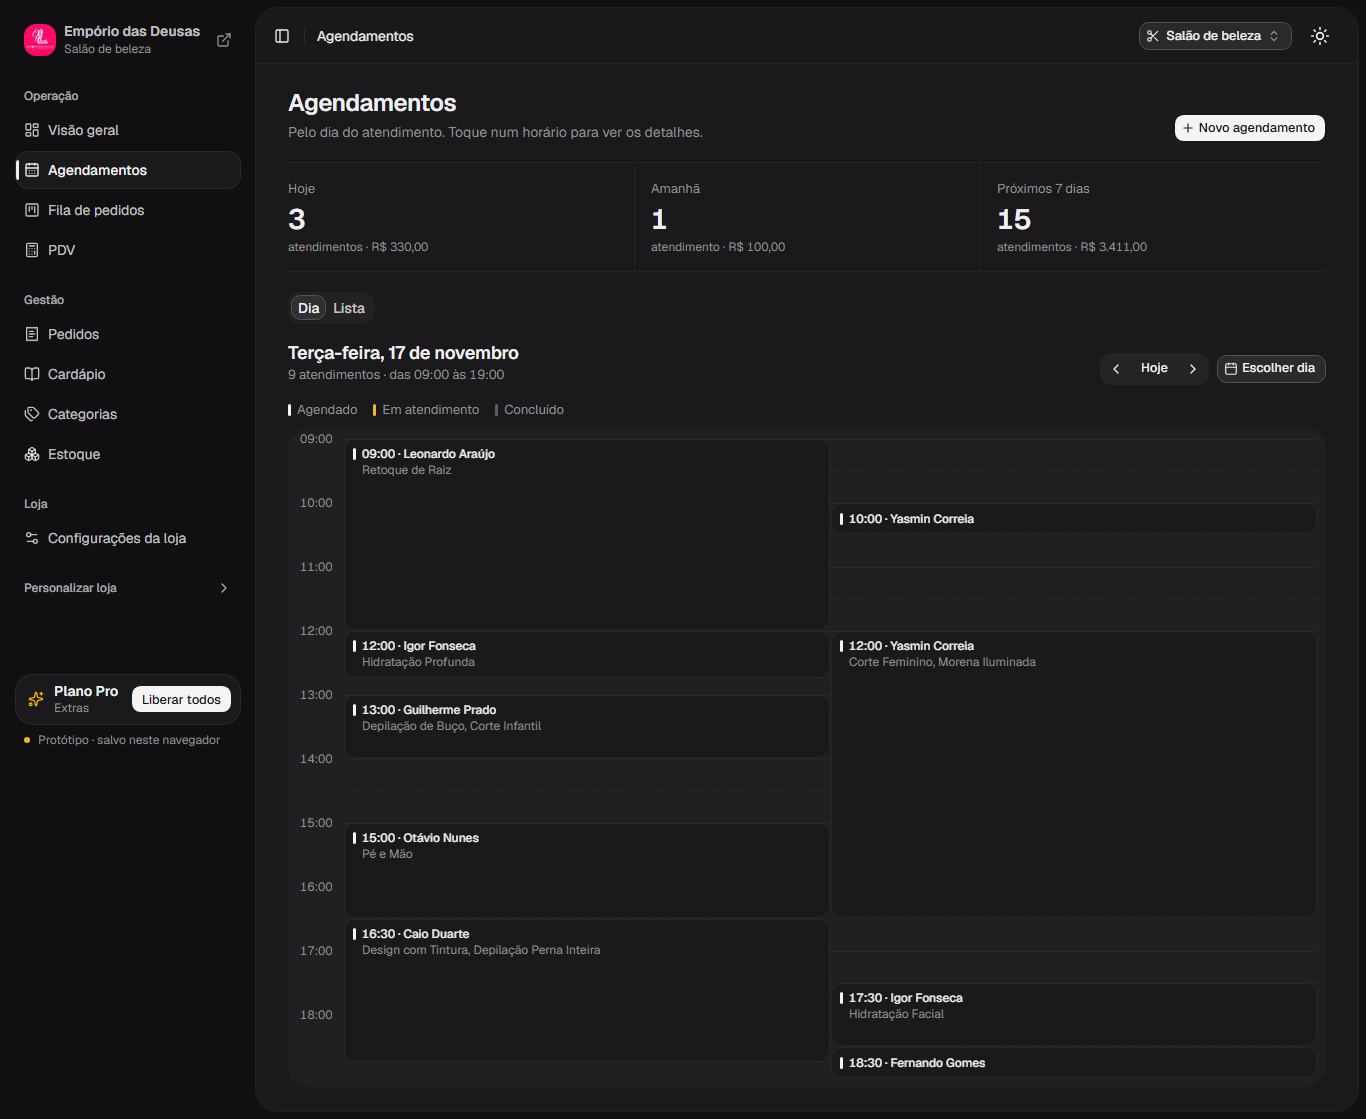 Empório das Deusas
Salão de beleza
Operação
Visão geral
Agendamentos
Fila de pedidos
PDV
Gestão
Pedidos
Cardápio
Categorias
Estoque
Loja
Configurações da loja
Personalizar loja
Plano Pro
Extras
Liberar todos
Protótipo · salvo neste navegador
Agendamentos
Salão de beleza
Agendamentos
Pelo dia do atendimento. Toque num horário para ver os detalhes.
Novo agendamento
Hoje
3
atendimentos · R$ 330,00
Amanhã
1
atendimento · R$ 100,00
Próximos 7 dias
15
atendimentos · R$ 3.411,00
Dia
Lista
Terça-feira, 17 de novembro
9 atendimentos · das 09:00 às 19:00
Hoje
Escolher dia
Agendado
Em atendimento
Concluído
09:00
09:00 · Leonardo Araújo
Retoque de Raiz
10:00
10:00 · Yasmin Correia
11:00
12:00
12:00 · Igor Fonseca
Hidratação Profunda
12:00 · Yasmin Correia
Corte Feminino, Morena Iluminada
13:00
13:00 · Guilherme Prado
Depilação de Buço, Corte Infantil
14:00
15:00
15:00 · Otávio Nunes
Pé e Mão
16:00
16:30 · Caio Duarte
Design com Tintura, Depilação Perna Inteira
17:00
17:30 · Igor Fonseca
Hidratação Facial
18:00
18:30 · Fernando Gomes